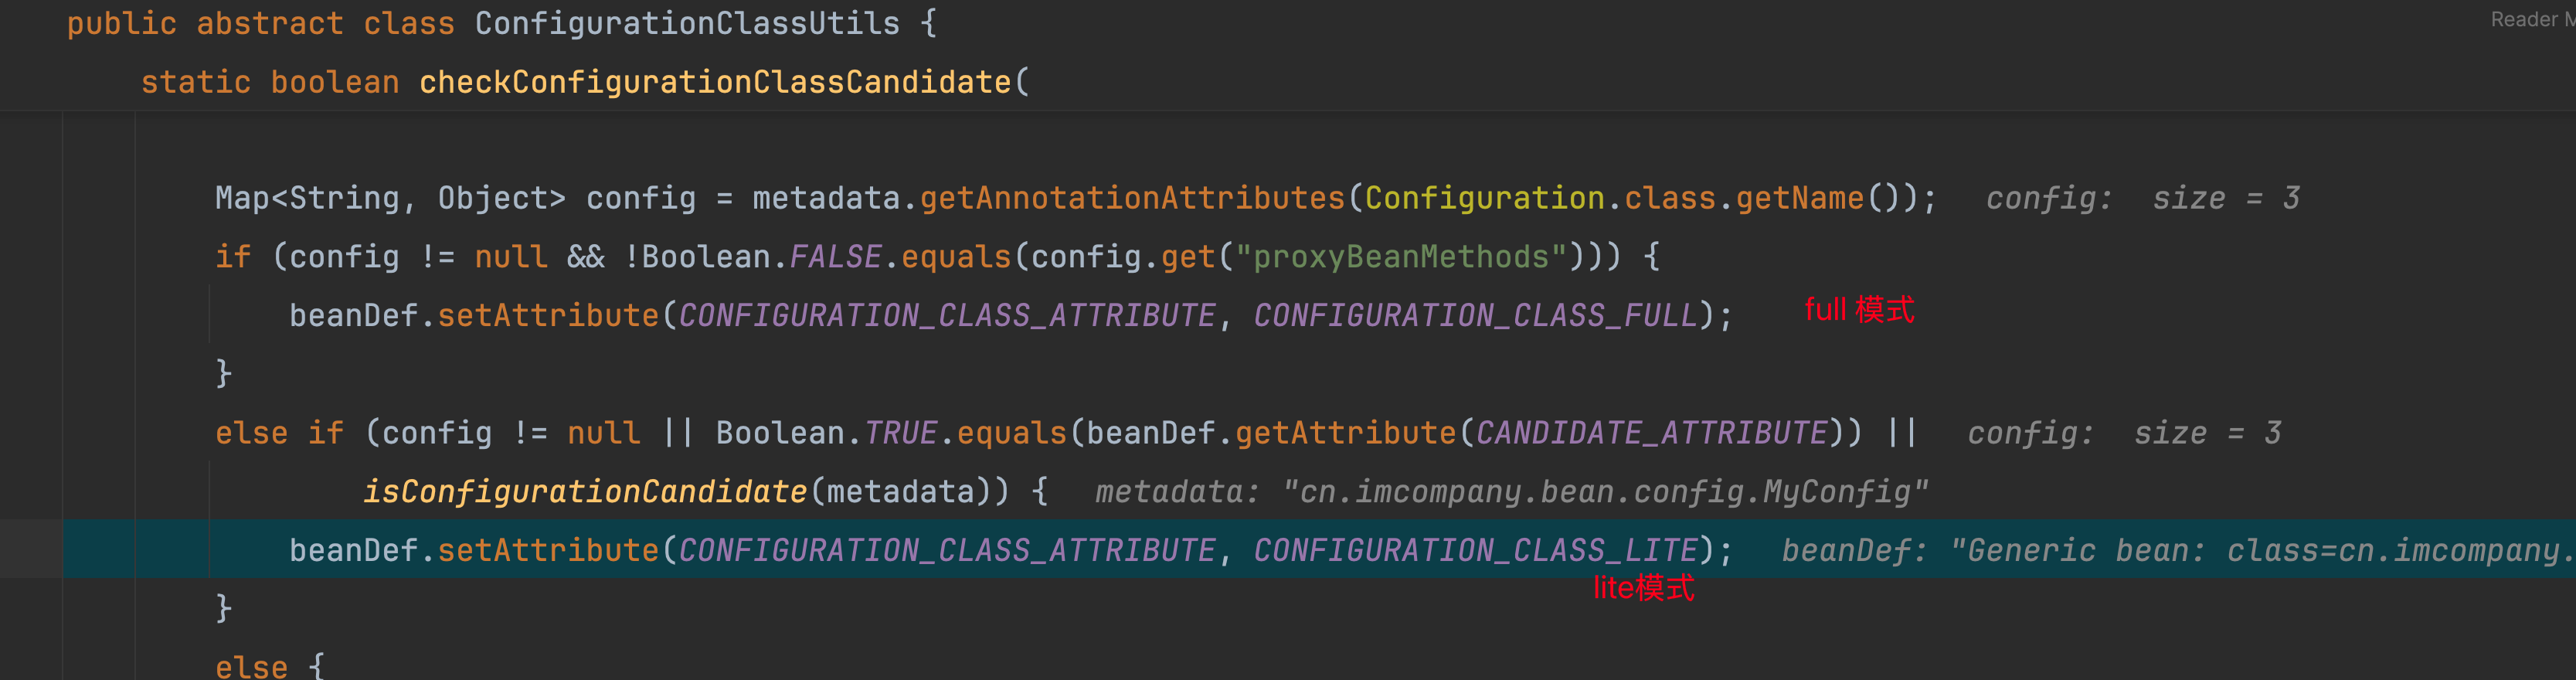 public abstract class ConfigurationClassUtils {
Reader M
static boolean checkConfigurationClassCandidate(
Map<String, Object> config = metadata.getAnnotationAttributes(Configuration.class.getName()); config: size = 3
if (config != null && !Boolean.FALSE.equals(config.get("proxyBeanMethods"))) {
beanDef.setAttribute(CONFIGURATION_CLASS_ATTRIBUTE, CONFIGURATION_CLASS_FULL); full 模式
}
else if (config != null || Boolean.TRUE.equals(beanDef.getAttribute(CANDIDATE_ATTRIBUTE)) || config: size = 3
isConfigurationCandidate(metadata)) { metadata: "cn.imcompany.bean.config.MyConfig"
beanDef.setAttribute(CONFIGURATION_CLASS_ATTRIBUTE, CONFIGURATION_CLASS_LITE); beanDef: "Generic bean: class=cn.imcompany.
lite模式
}
else {